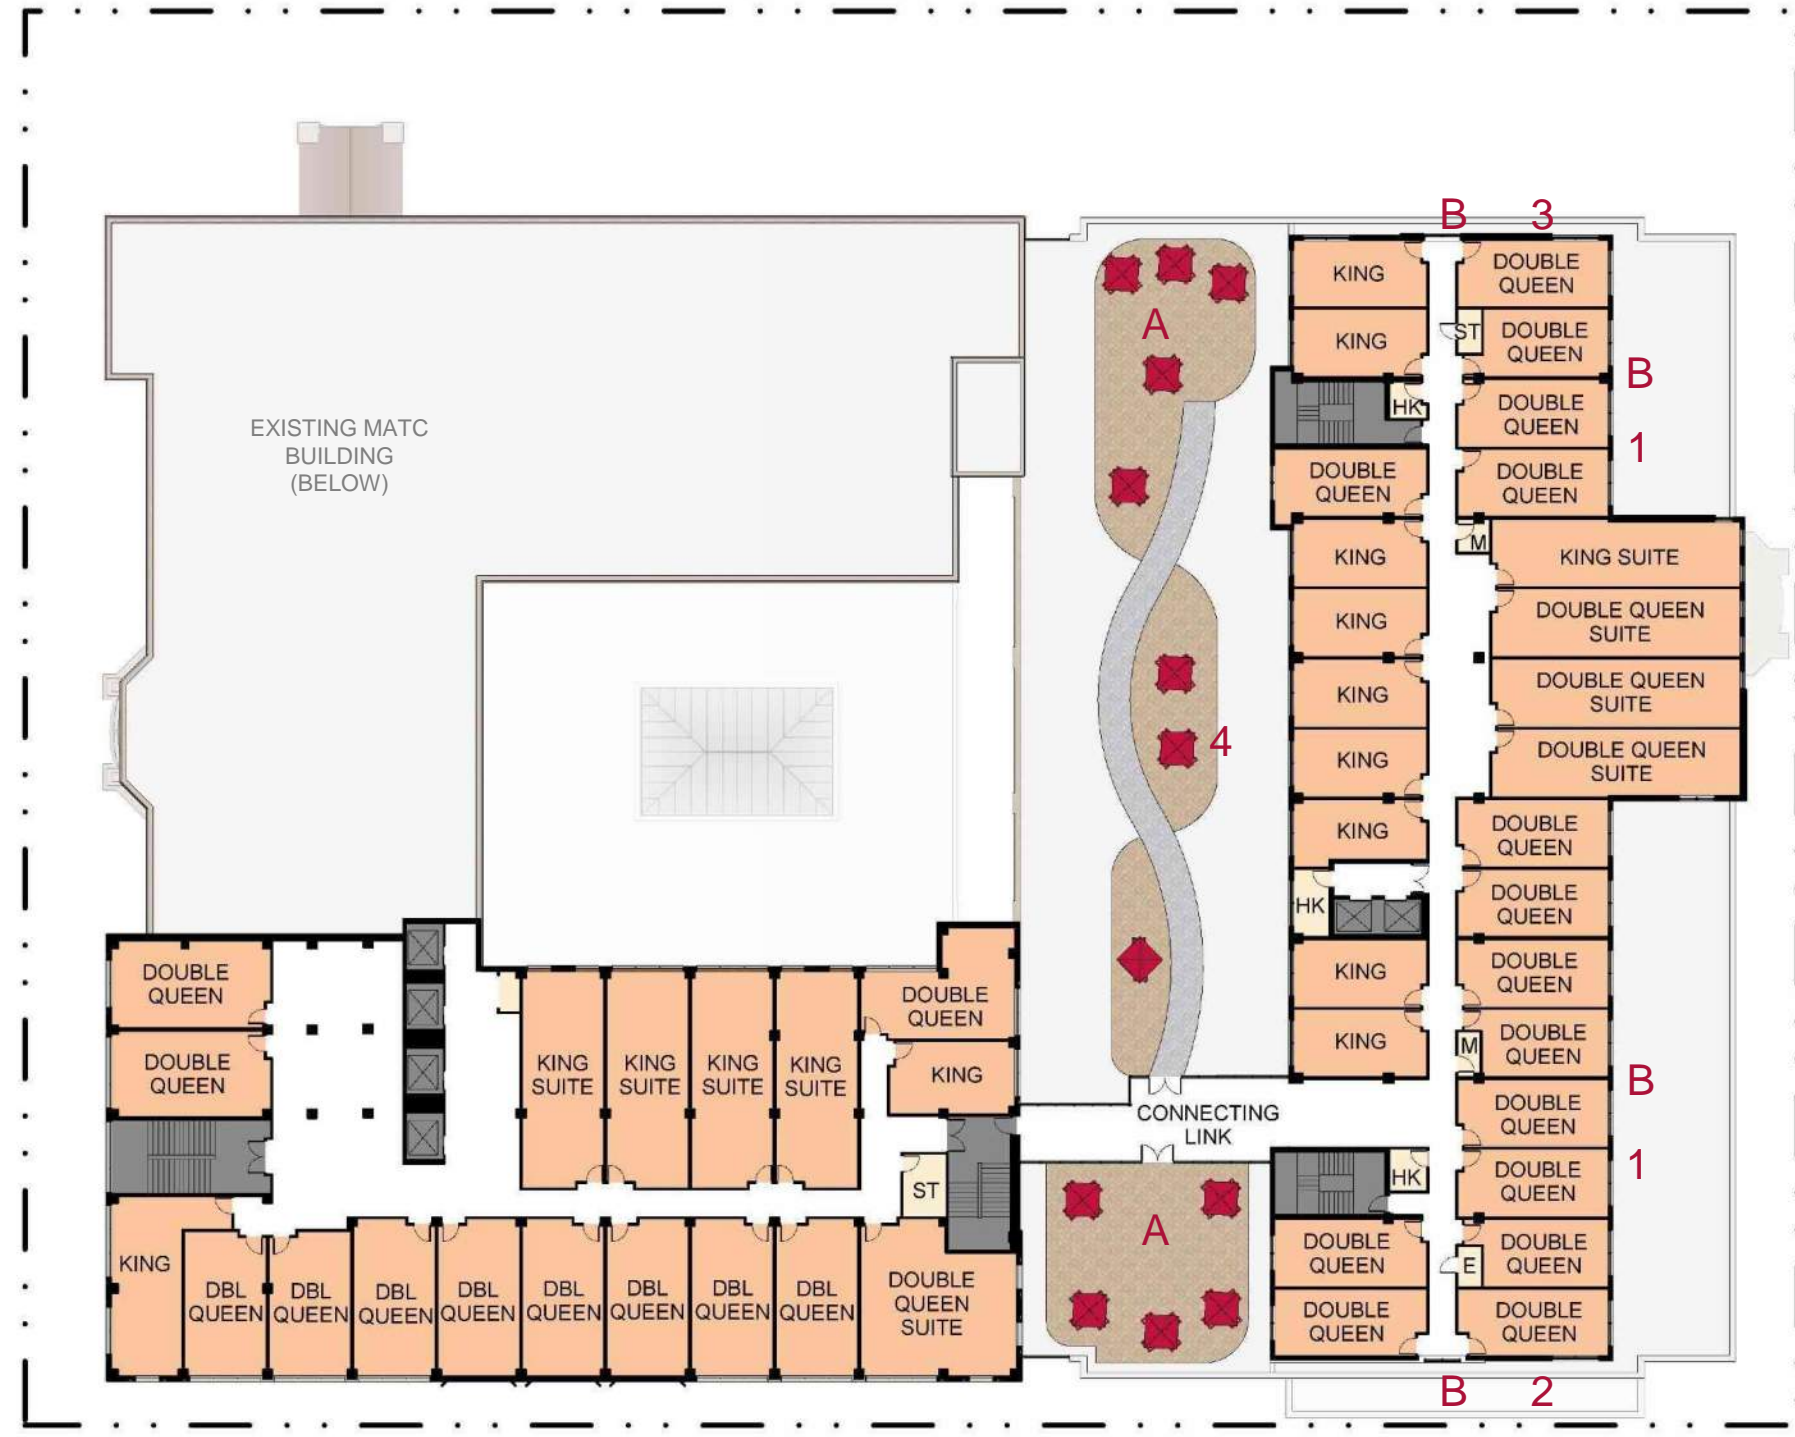 B 3
KING
DOUBLE
QUEEN
A
KING
ST
DOUBLE
QUEEN
B
HK
DOUBLE
QUEEN
1
EXISTING MATC
BUILDING
(BELOW)
DOUBLE
QUEEN
DOUBLE
QUEEN
KING
M
KING SUITE
KING
DOUBLE QUEEN
SUITE
KING
DOUBLE QUEEN
SUITE
4
KING
DOUBLE QUEEN
SUITE
KING
DOUBLE
QUEEN
HK
DOUBLE
QUEEN
KING
DOUBLE
QUEEN
KING
M
DOUBLE
QUEEN
B
DOUBLE
QUEEN
DOUBLE
QUEEN
DOUBLE
QUEEN
KING
SUITE
KING
SUITE
KING
SUITE
KING
SUITE
KING
DOUBLE
QUEEN
CONNECTING
LINK
DOUBLE
QUEEN
1
HK
DOUBLE
QUEEN
ST
A
KING
DBL
QUEEN
DBL
QUEEN
DBL
QUEEN
DBL
QUEEN
DBL
QUEEN
DBL
QUEEN
DBL
QUEEN
DBL
QUEEN
DOUBLE
QUEEN
SUITE
DOUBLE
QUEEN
E
DOUBLE
QUEEN
DOUBLE
QUEEN
DOUBLE
QUEEN
B 2